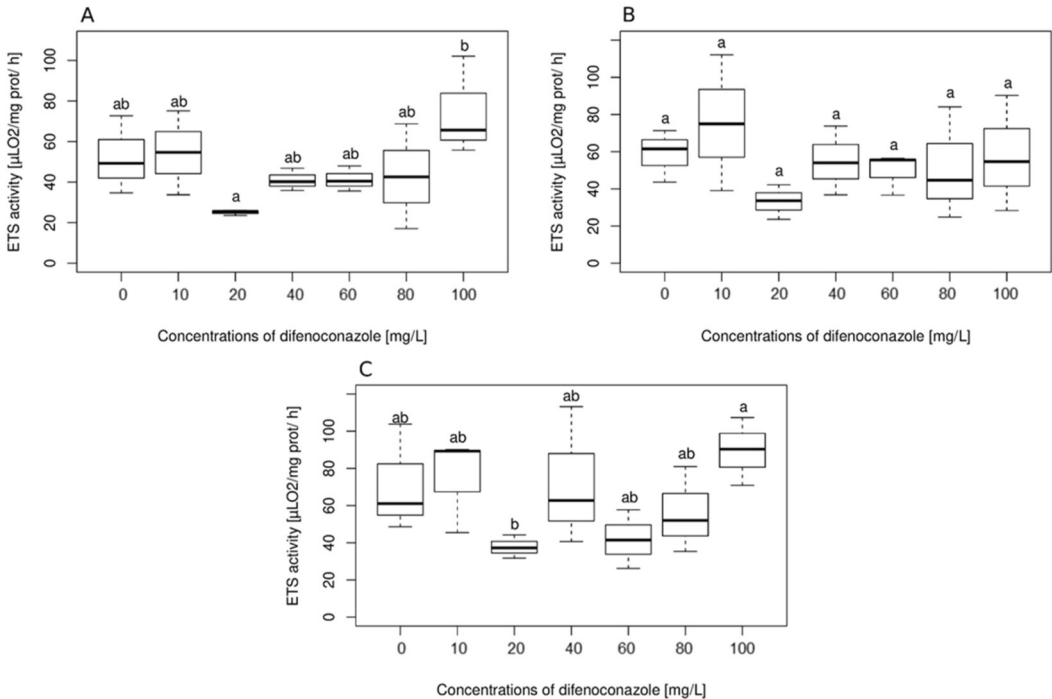 A
ETS activity [µLO2/mg prot/ h]
0 20 40 60 80 100
ab ab a ab ab ab b
0 10 20 40 60 80 100
Concentrations of difenoconazole [mg/L]
B
ETS activity [µLO2/mg prot/ h]
0 20 40 60 80 100
a a a a a a a
0 10 20 40 60 80 100
Concentrations of difenoconazole [mg/L]
C
ETS activity [µLO2/mg prot/ h]
0 20 40 60 80 100
ab ab b ab ab ab a
0 10 20 40 60 80 100
Concentrations of difenoconazole [mg/L]